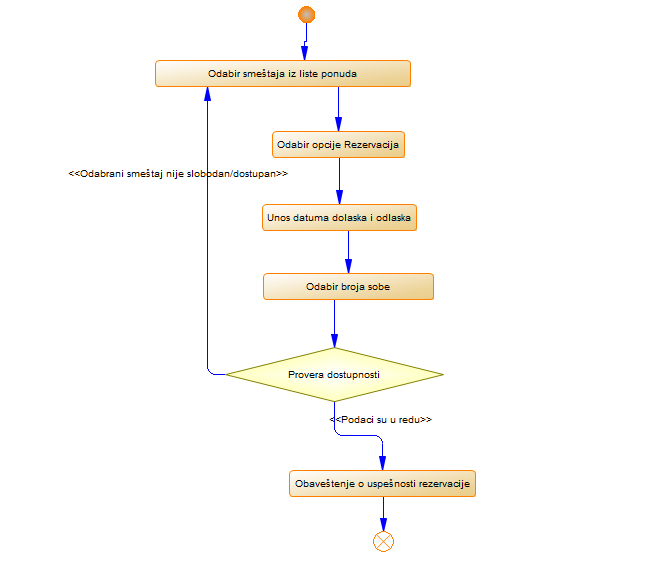 Odabir smeštaja iz liste ponuda
Odabir opcije Rezervacija
<<Odabrani smeštaj nije slobodan/dostupan>>
Unos datuma dolaska i odlaska
Odabir broja sobe
Provera dostupnosti
<<Podaci su u redu>>
Obaveštenje o uspešnosti rezervacije